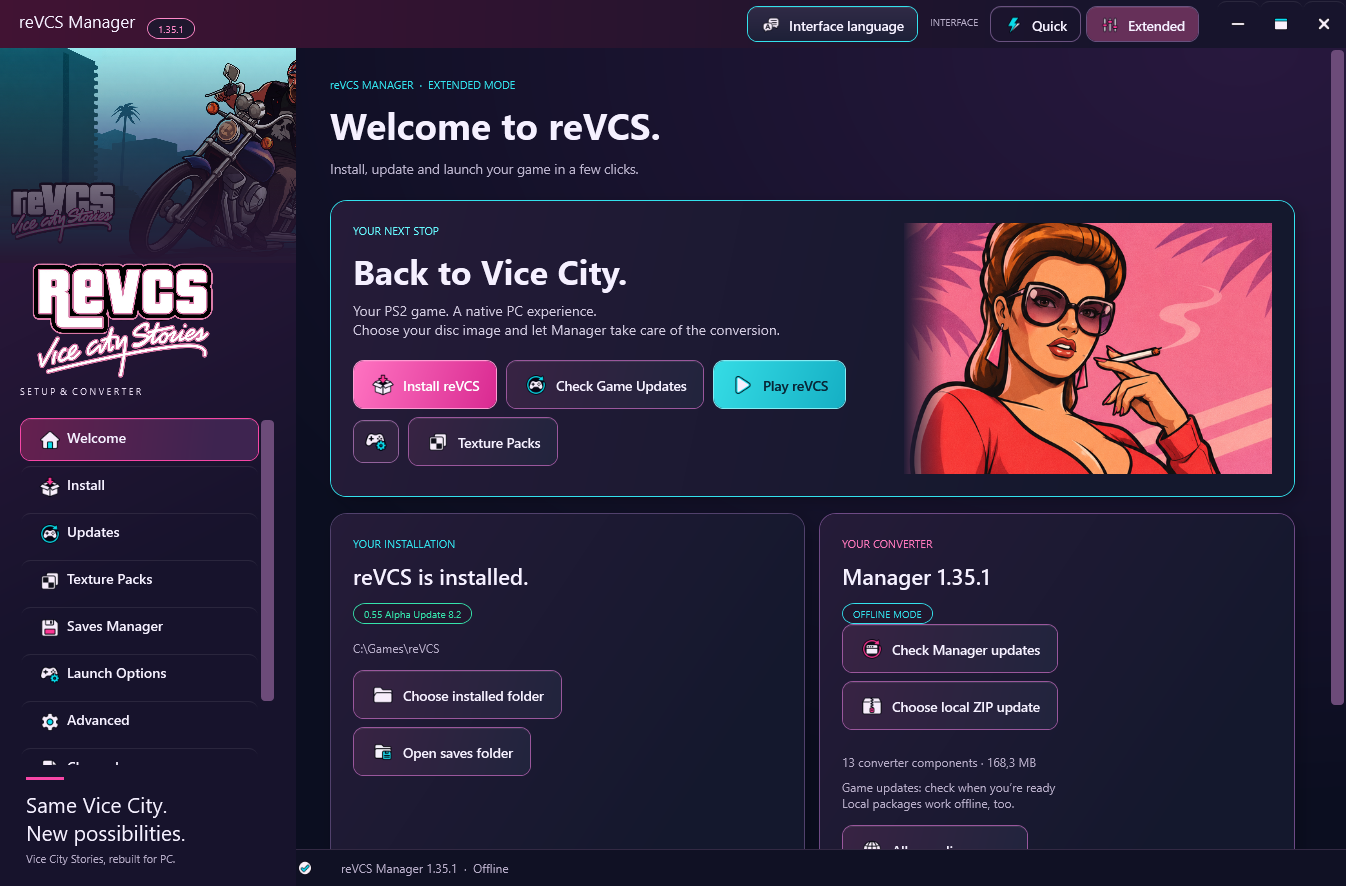 reVCS Manager
1.35.1
Interface language
INTERFACE
Quick
Extended
reVCS
Vice City Stories
REVCS
Vice City Stories
SETUP & CONVERTER
Welcome
Install
Updates
Texture Packs
Saves Manager
Launch Options
Advanced
Same Vice City.
New possibilities.
Vice City Stories, rebuilt for PC.
reVCS MANAGER · EXTENDED MODE
Welcome to reVCS.
Install, update and launch your game in a few clicks.
YOUR NEXT STOP
Back to Vice City.
Your PS2 game. A native PC experience.
Choose your disc image and let Manager take care of the conversion.
Install reVCS
Check Game Updates
Play reVCS
Texture Packs
YOUR INSTALLATION
reVCS is installed.
0.55 Alpha Update 8.2
C:\Games\reVCS
Choose installed folder
Open saves folder
YOUR CONVERTER
Manager 1.35.1
OFFLINE MODE
Check Manager updates
Choose local ZIP update
13 converter components · 168,3 MB
Game updates: check when you’re ready
Local packages work offline, too.
reVCS Manager 1.35.1 · Offline